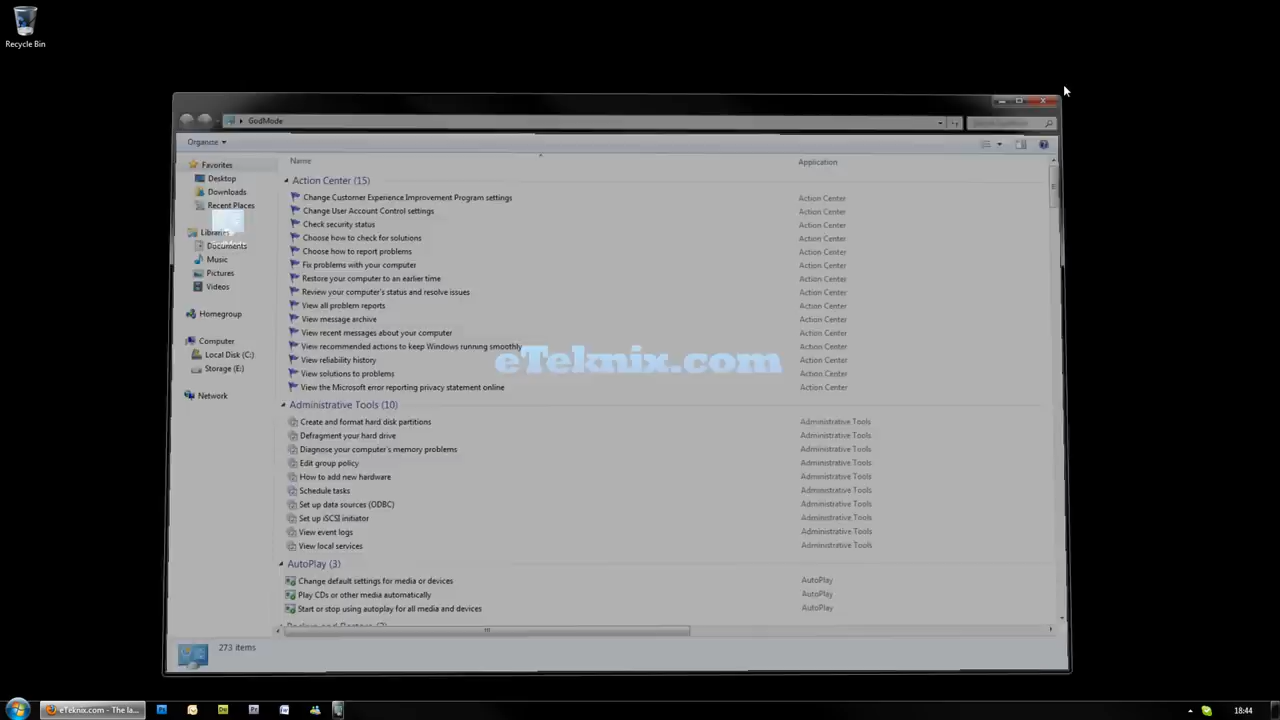 Recycle Bin
GodMode
Organize
Name
Application
Favorites
Desktop
Downloads
Recent Places
Libraries
Documents
Music
Pictures
Videos
Homegroup
Computer
Local Disk (C:)
Storage (E:)
Network
Action Center (15)
Change Customer Experience Improvement Program settings Action Center
Change User Account Control settings Action Center
Check security status Action Center
Choose how to check for solutions Action Center
Choose how to report problems Action Center
Fix problems with your computer Action Center
Restore your computer to an earlier time Action Center
Review your computer's status and resolve issues Action Center
View all problem reports Action Center
View message archive Action Center
View recent messages about your computer Action Center
View recommended actions to keep Windows running smoothly Action Center
eTeknix.com
View reliability history Action Center
View solutions to problems Action Center
View the Microsoft error reporting privacy statement online Action Center
Administrative Tools (10)
Create and format hard disk partitions Administrative Tools
Defragment your hard drive Administrative Tools
Diagnose your computer's memory problems Administrative Tools
Edit group policy Administrative Tools
How to add new hardware Administrative Tools
Schedule tasks Administrative Tools
Set up data sources (ODBC) Administrative Tools
Set up iSCSI initiator Administrative Tools
View event logs Administrative Tools
View local services Administrative Tools
AutoPlay (3)
Change default settings for media or devices AutoPlay
Play CDs or other media automatically AutoPlay
Start or stop using autoplay for all media and devices AutoPlay
273 items
eTeknix.com - The la...
18:44